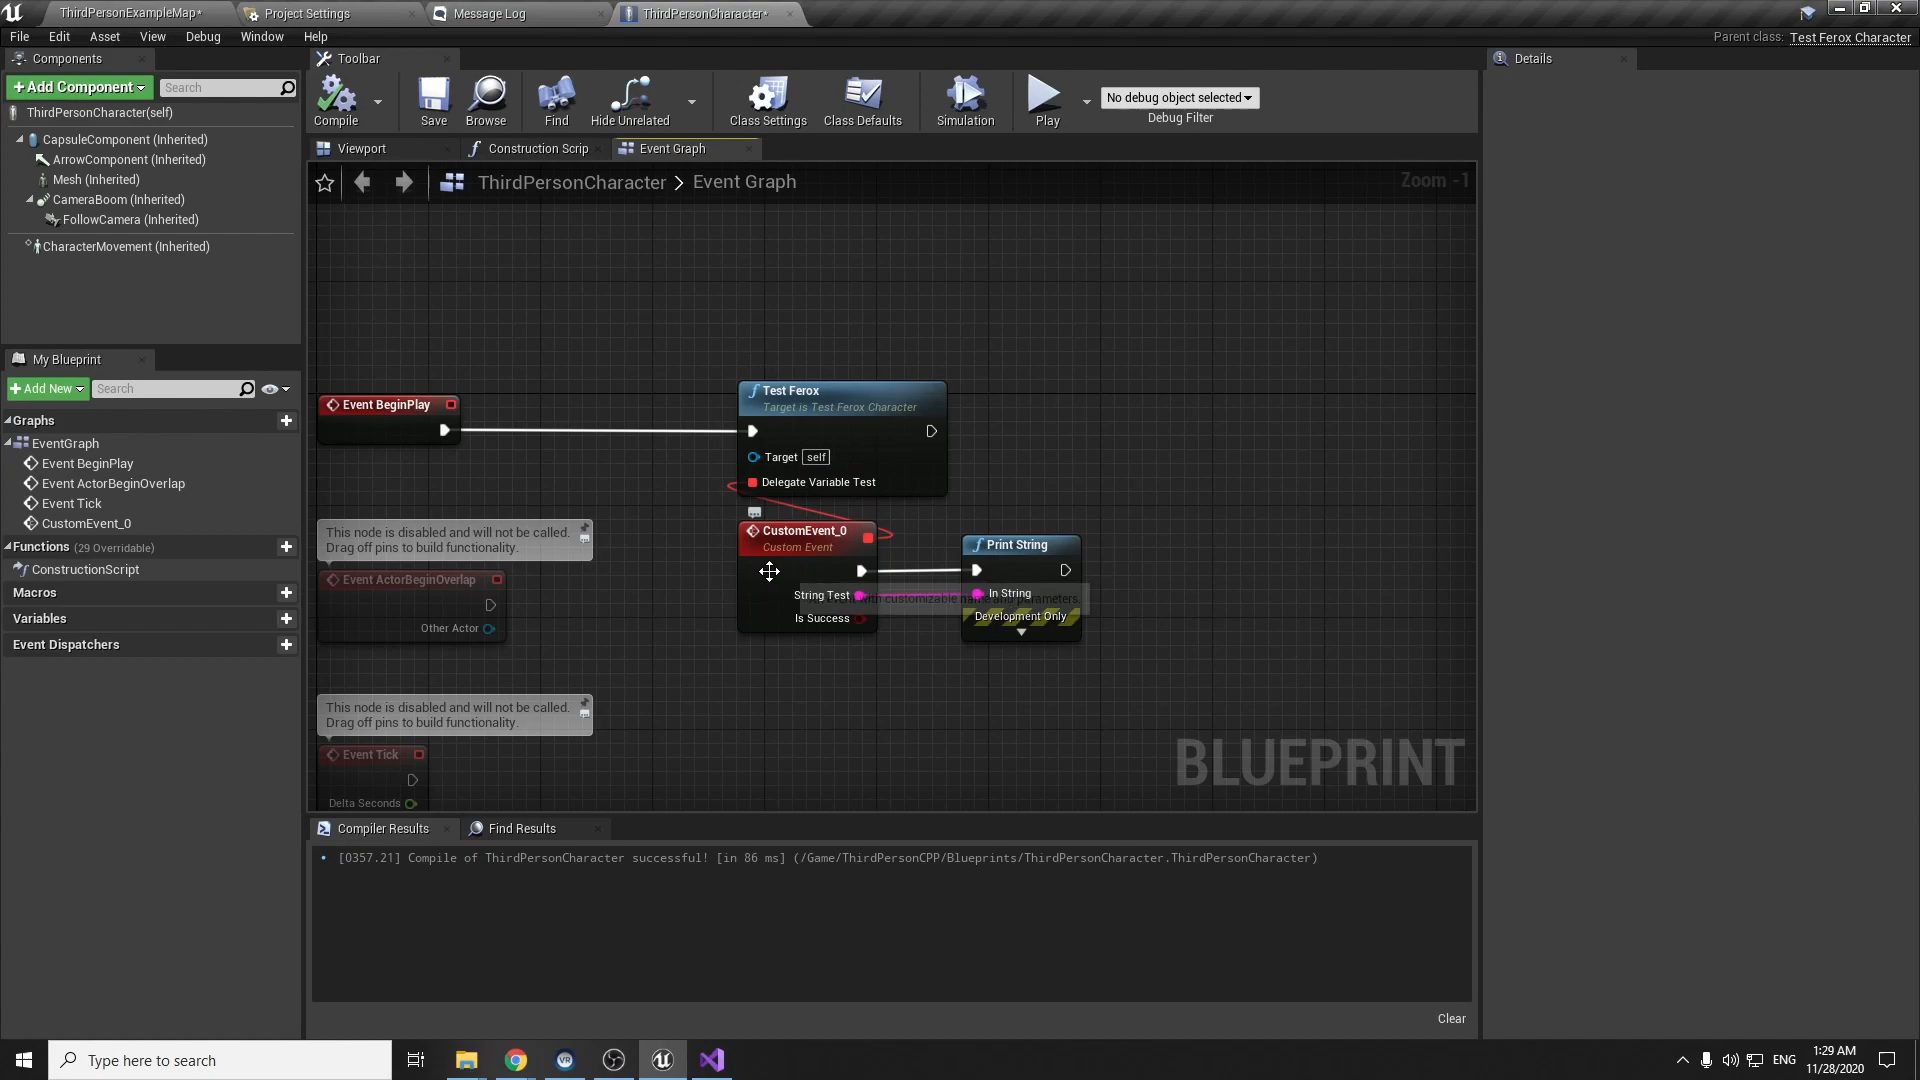 ThirdPersonExampleMap*
Project Settings
Message Log
ThirdPersonCharacter*
File Edit Asset View Debug Window Help
Parent class: Test Ferox Character
Components
+ Add Component
Search
ThirdPersonCharacter(self)
CapsuleComponent (Inherited)
ArrowComponent (Inherited)
Mesh (Inherited)
CameraBoom (Inherited)
FollowCamera (Inherited)
CharacterMovement (Inherited)
My Blueprint
+ Add New
Search
Graphs
EventGraph
Event BeginPlay
Event ActorBeginOverlap
Event Tick
CustomEvent_0
Functions (29 Overridable)
ConstructionScript
Macros
Variables
Event Dispatchers
Toolbar
Compile
Save
Browse
Find
Hide Unrelated
Class Settings
Class Defaults
Simulation
Play
No debug object selected
Debug Filter
Viewport
Construction Scrip
Event Graph
ThirdPersonCharacter > Event Graph
Zoom -1
Event BeginPlay
Test Ferox
Target is Test Ferox Character
Target self
Delegate Variable Test
CustomEvent_0
Custom Event
String Test
Is Success
Print String
In String
Development Only
with customizable name and parameters.
This node is disabled and will not be called.
Drag off pins to build functionality.
Event ActorBeginOverlap
Other Actor
This node is disabled and will not be called.
Drag off pins to build functionality.
Event Tick
Delta Seconds
BLUEPRINT
Compiler Results
Find Results
[0357.21] Compile of ThirdPersonCharacter successful! [in 86 ms] (/Game/ThirdPersonCPP/Blueprints/ThirdPersonCharacter.ThirdPersonCharacter)
Clear
Details
Type here to search
ENG
1:29 AM
11/28/2020